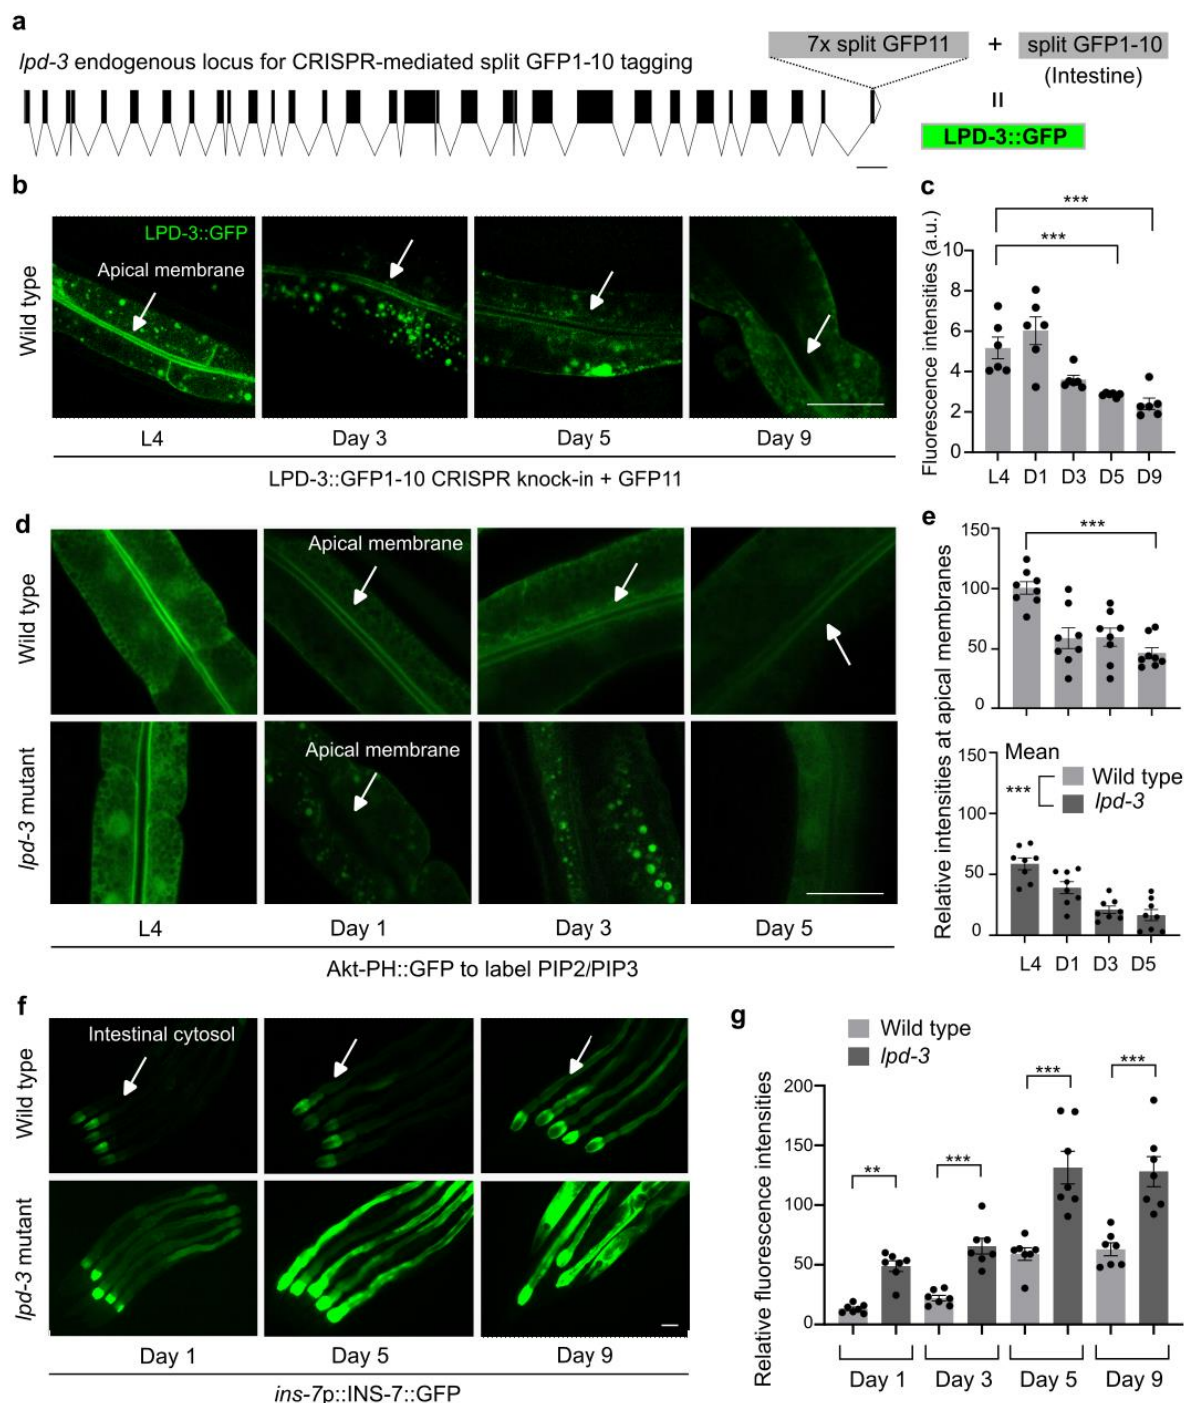 a
lpd-3 endogenous locus for CRISPR-mediated split GFP1-10 tagging
7x split GFP11 + split GFP1-10
(Intestine)
=
LPD-3::GFP
b
Wild type
LPD-3::GFP
Apical membrane
L4 Day 3 Day 5 Day 9
LPD-3::GFP1-10 CRISPR knock-in + GFP11
c
Fluorescence intensities (a.u.)
***
***
10
8
6
4
2
0
L4 D1 D3 D5 D9
d
Wild type
Apical membrane
lpd-3 mutant
Apical membrane
L4 Day 1 Day 3 Day 5
Akt-PH::GFP to label PIP2/PIP3
e
Relative intensities at apical membranes
***
150
100
50
0
150
100
50
0
Mean
*** Wild type
lpd-3
L4 D1 D3 D5
f
Wild type
Intestinal cytosol
lpd-3 mutant
Day 1 Day 5 Day 9
ins-7p::INS-7::GFP
g
Wild type
lpd-3
Relative fluorescence intensities
200
150
100
50
0
** *** *** ***
Day 1 Day 3 Day 5 Day 9